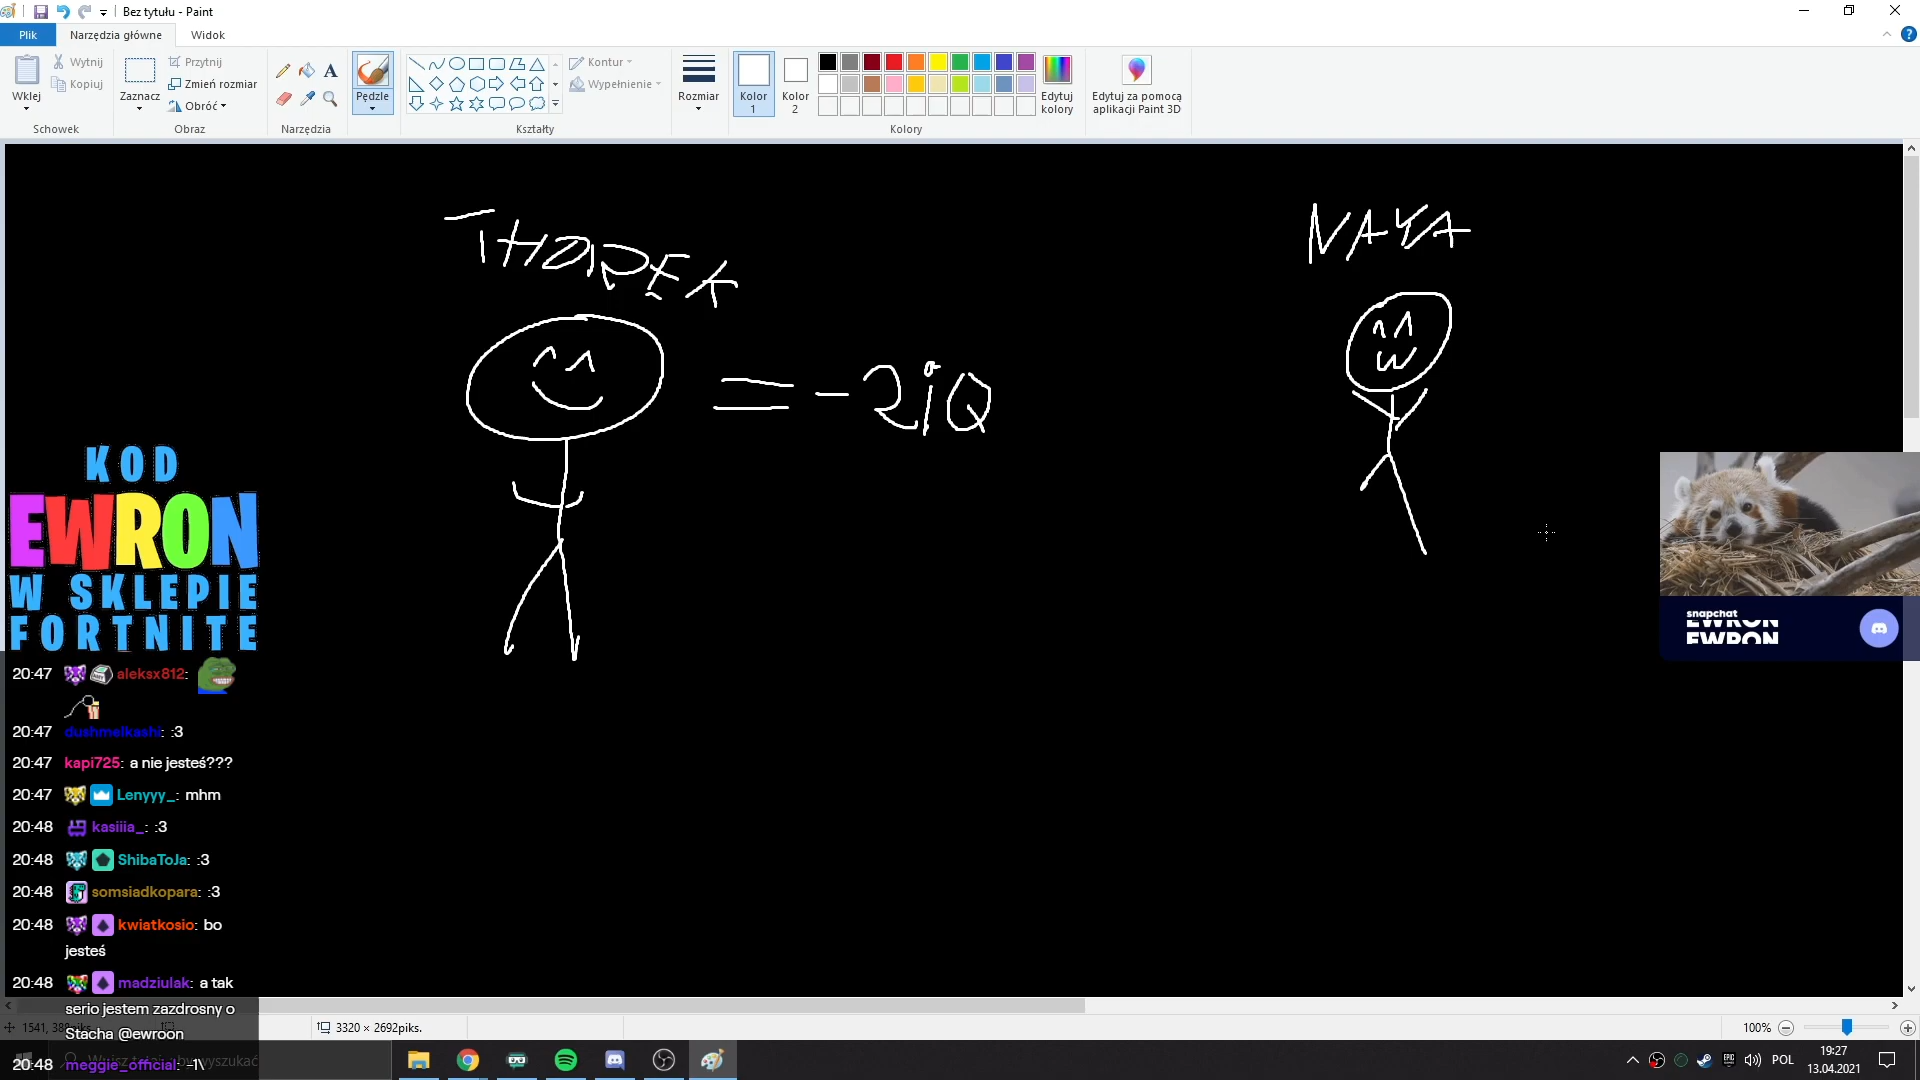 Bez tytułu - Paint
Plik Narzędzia główne Widok
Wklej
Wytnij
Kopiuj
Schowek
Zaznacz
Przytnij
Zmień rozmiar
Obróć
Obraz
Narzędzia
Pędzle
Kontur
Wypełnienie
Kształty
Rozmiar
Kolor 1
Kolor 2
Edytuj kolory
Kolory
Edytuj za pomocą aplikacji Paint 3D
THOREK
= -2iQ
NAYA
KOD
EWRON
W SKLEPIE
FORTNITE
snapchat
EWRON
EWRON
20:47 aleksx812:
20:47 dushmelkashi: :3
20:47 kapi725: a nie jesteś???
20:47 Lenyyy_: mhm
20:48 kasiiia_: :3
20:48 ShibaToJa: :3
20:48 somsiadkopara: :3
20:48 kwiatkosio: bo
jesteś
20:48 madziulak: a tak
serio jestem zazdrosny o
Stacha @ewroon
20:48 meggie_official: -1\
3320 × 2692piks.
100%
POL
19:27
13.04.2021